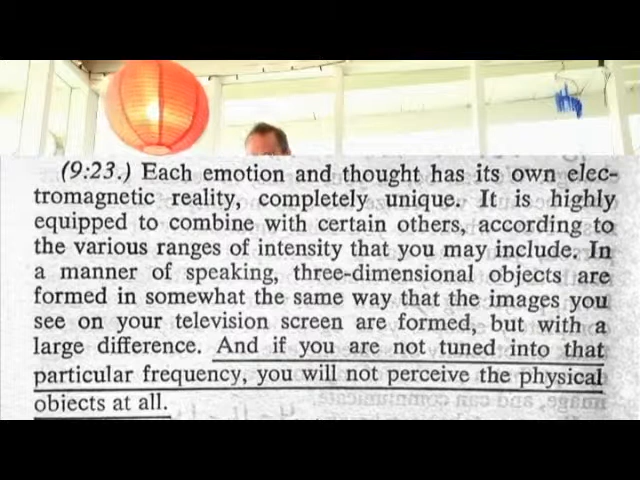 (9:23.) Each emotion and thought has its own elec-
tromagnetic reality, completely unique. It is highly
equipped to combine with certain others, according to
the various ranges of intensity that you may include. In
a manner of speaking, three-dimensional objects are
formed in somewhat the same way that the images you
see on your television screen are formed, but with a
large difference. And if you are not tuned into that
particular frequency, you will not perceive the physical
objects at all.